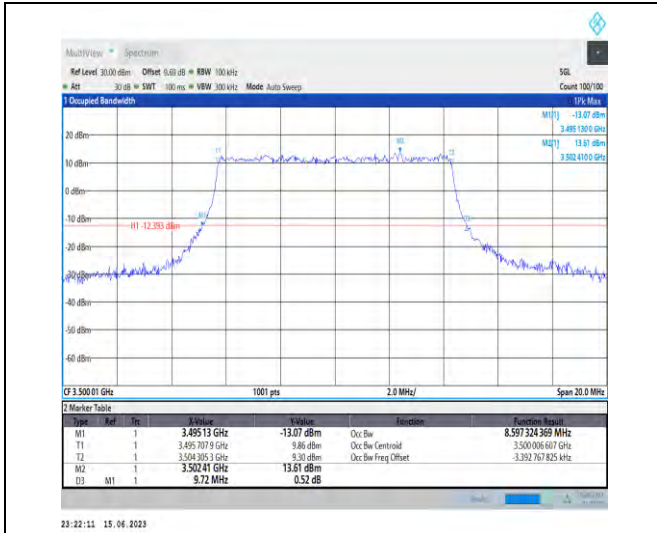 MultiView Spectrum
Ref Level 30.00 dBm Offset 9.60 dB RBW 100 kHz SGL
Att 30 dB SWT 100 ms VBW 300 kHz Mode Auto Sweep Count 100/100
1 Occupied Bandwidth 1Pk Max
M1[1] -13.07 dBm
3.495 130 0 GHz
M2[1] 13.61 dBm
3.502 410 0 GHz
20 dBm
M2
T1 T2
10 dBm
0 dBm
-10 dBm
M1
H1 -12.393 dBm
-20 dBm
-30 dBm
-40 dBm
-50 dBm
-60 dBm
CF 3.500 01 GHz 1001 pts 2.0 MHz/ Span 20.0 MHz
2 Marker Table
Type Ref Trc X-Value Y-Value Function Function Result
M1 1 3.495 13 GHz -13.07 dBm Occ Bw 8.597 324 369 MHz
T1 1 3.495 707 9 GHz 9.86 dBm Occ Bw Centroid 3.500 006 607 GHz
T2 1 3.504 305 3 GHz 9.30 dBm Occ Bw Freq Offset -3.392 767 825 kHz
M2 1 3.502 41 GHz 13.61 dBm
D3 M1 1 9.72 MHz 0.52 dB
23:22:11 15.06.2023